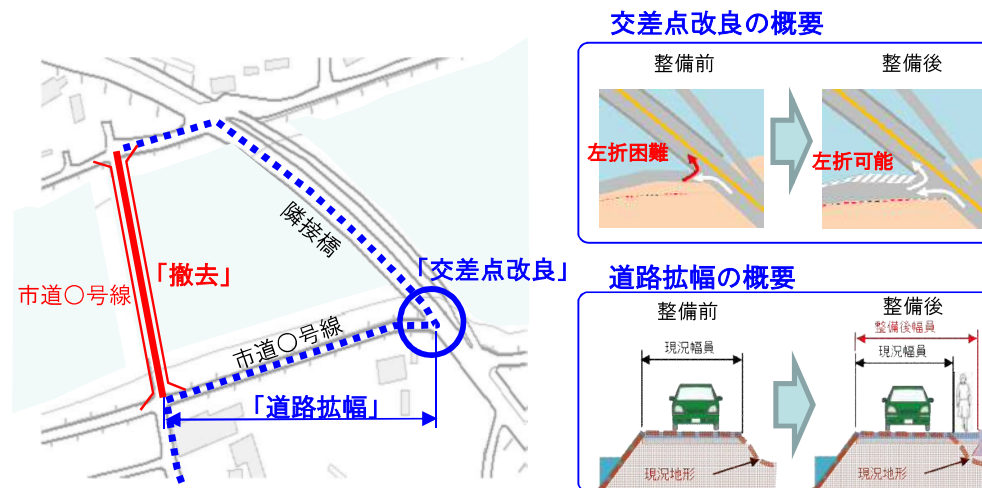 交差点改良の概要
整備前
整備後
左折困難
左折可能
隣接橋
「交差点改良」
「撤去」
市道○号線
市道○号線
「道路拡幅」
道路拡幅の概要
整備前
整備後
整備後幅員
現況幅員
現況幅員
現況地形
現況地形